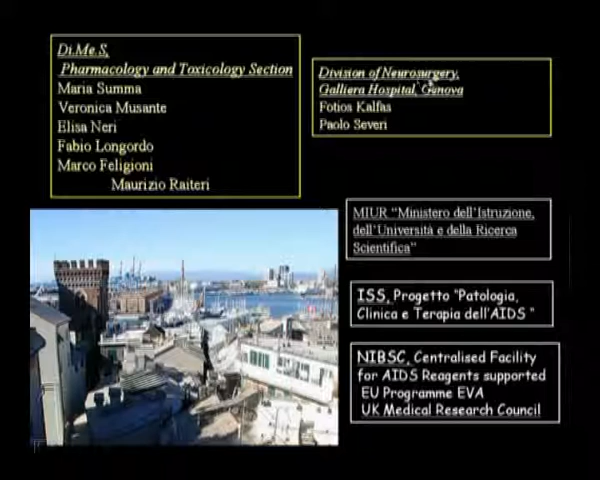 Di.Me.S,
Pharmacology and Toxicology Section
Maria Summa
Veronica Musante
Elisa Neri
Fabio Longordo
Marco Feligioni
Maurizio Raiteri
Division of Neurosurgery,
Galliera Hospital, Genova
Fotios Kalfas
Paolo Severi
MIUR “Ministero dell’Istruzione,
dell’Università e della Ricerca
Scientifica”
ISS, Progetto “Patologia,
Clinica e Terapia dell’AIDS ”
NIBSC, Centralised Facility
for AIDS Reagents supported
EU Programme EVA
UK Medical Research Council